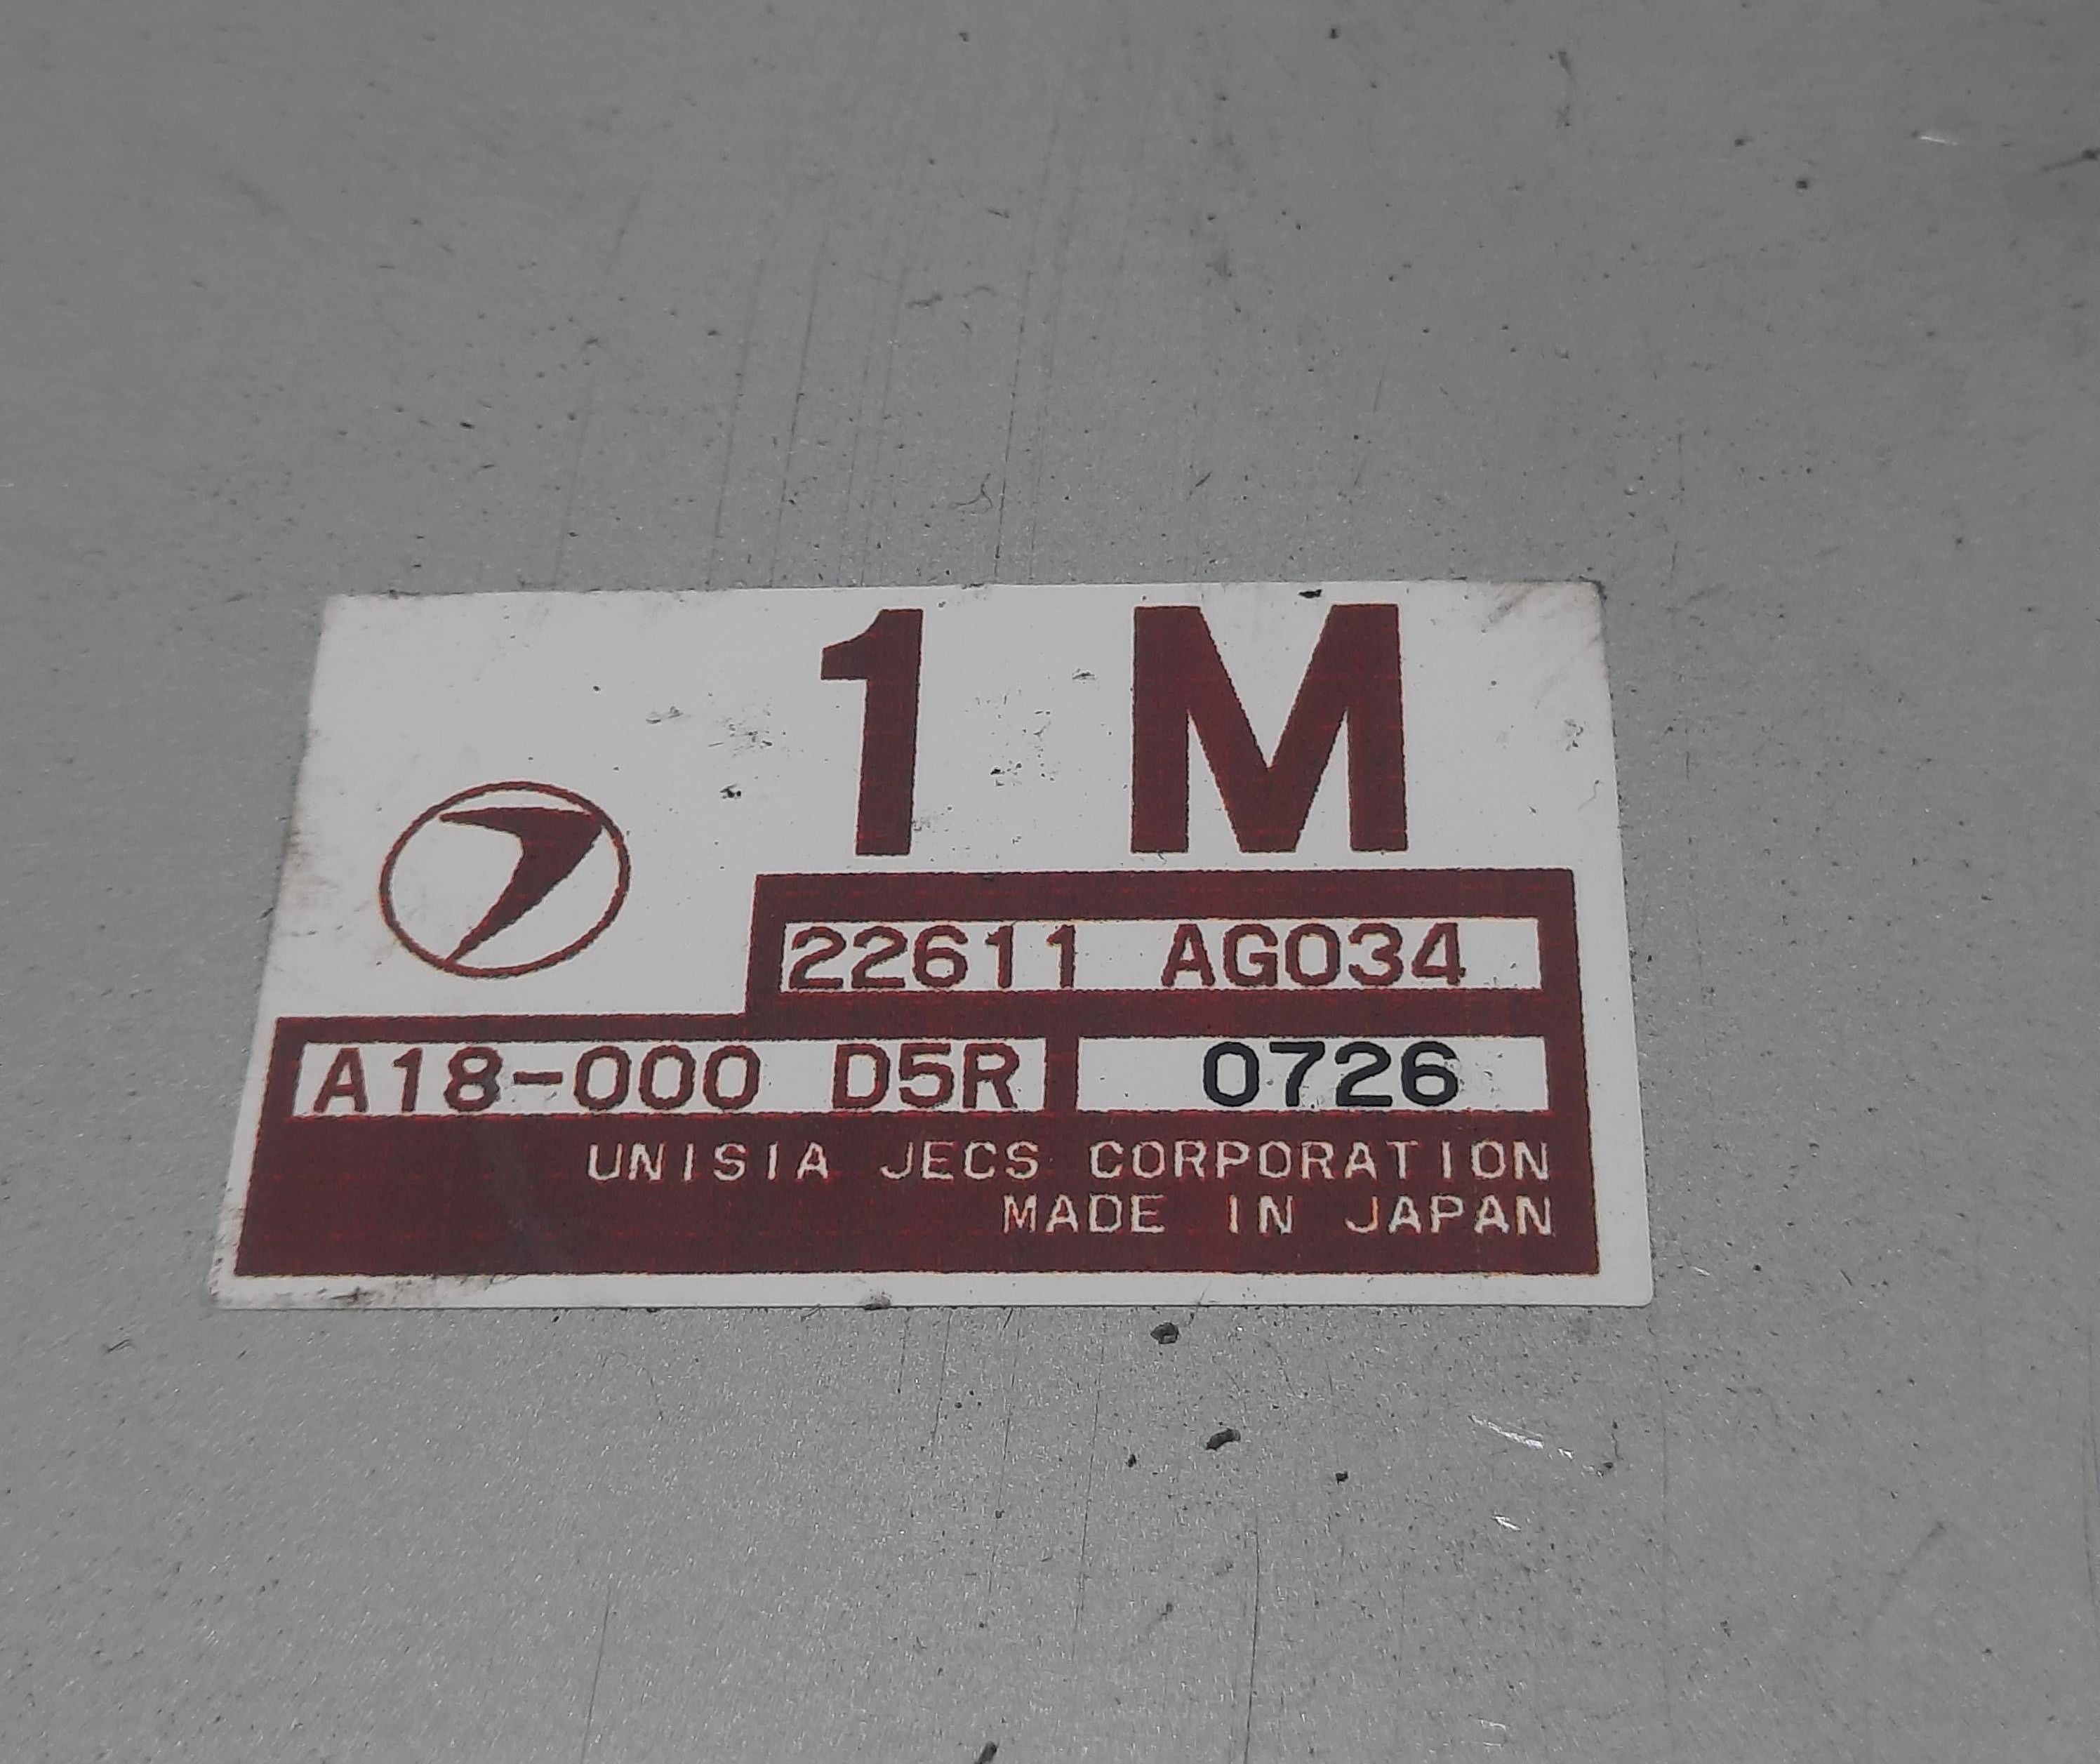 1 M
22611 AG034
A18-000 D5R 0726
UNISIA JECS CORPORATION
MADE IN JAPAN